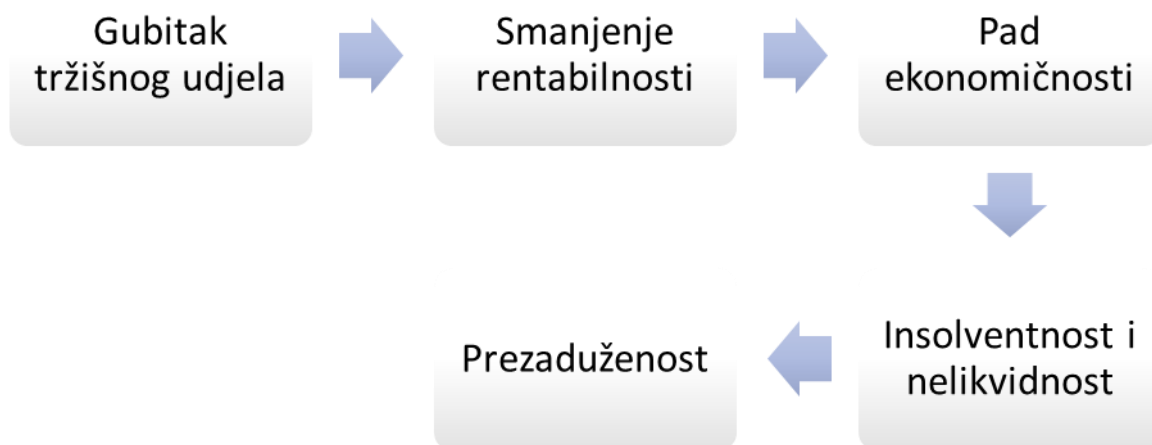 Gubitak
tržišnog udjela
Smanjenje
rentabilnosti
Pad
ekonomičnosti
Insolventnost i
nelikvidnost
Prezaduženost